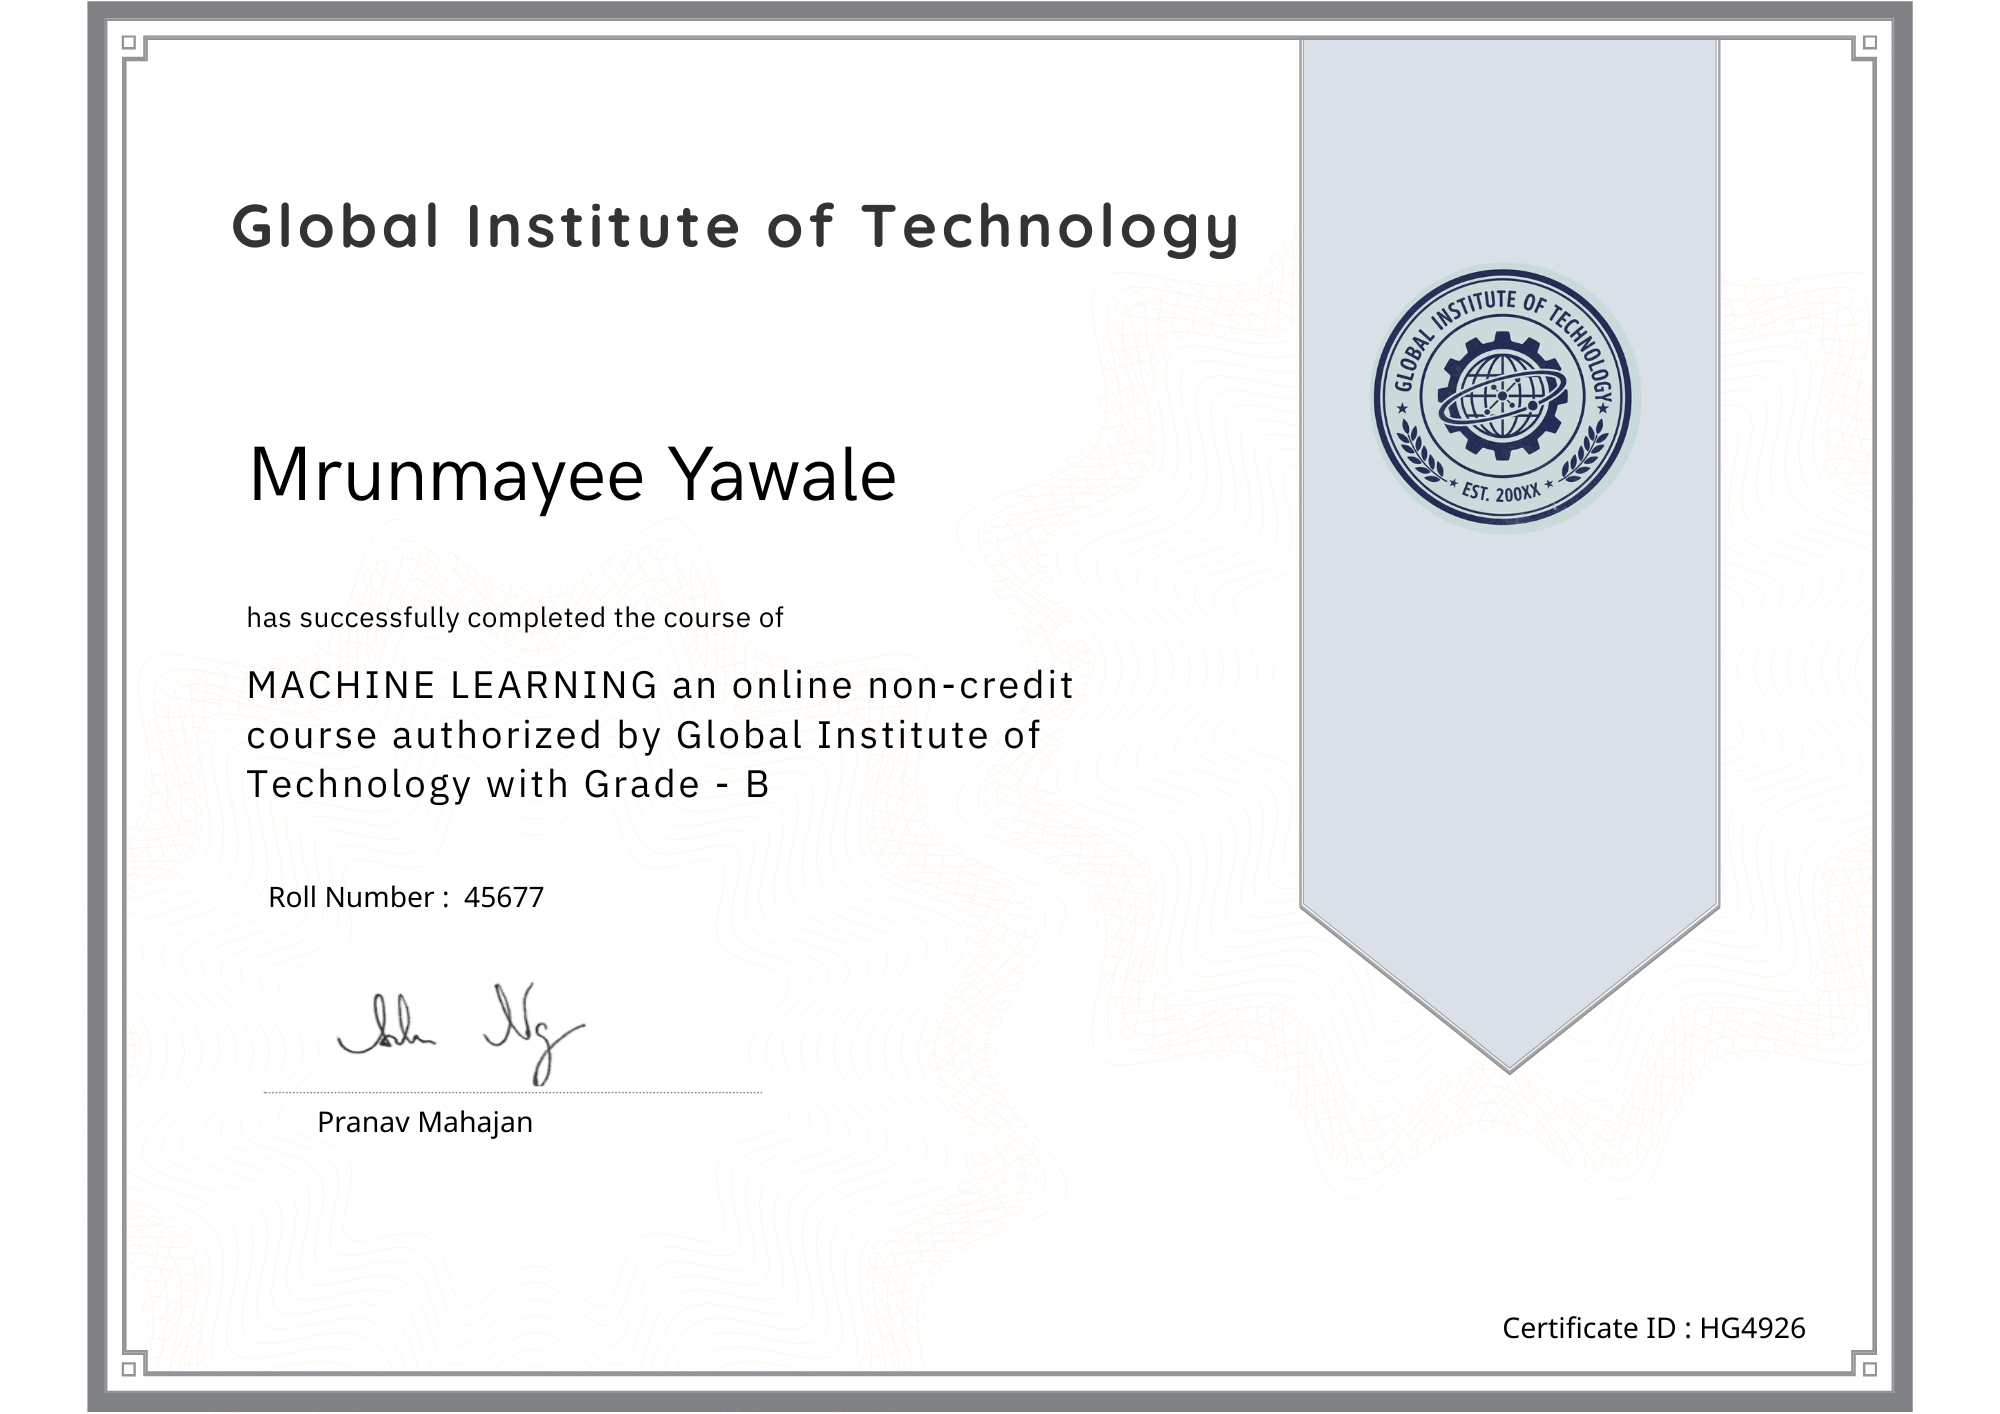 Global Institute of Technology
GLOBAL INSTITUTE OF TECHNOLOGY
EST. 200XX
Mrunmayee Yawale
has successfully completed the course of
MACHINE LEARNING an online non-credit
course authorized by Global Institute of
Technology with Grade - B
Roll Number : 45677
Pranav Mahajan
Certificate ID : HG4926